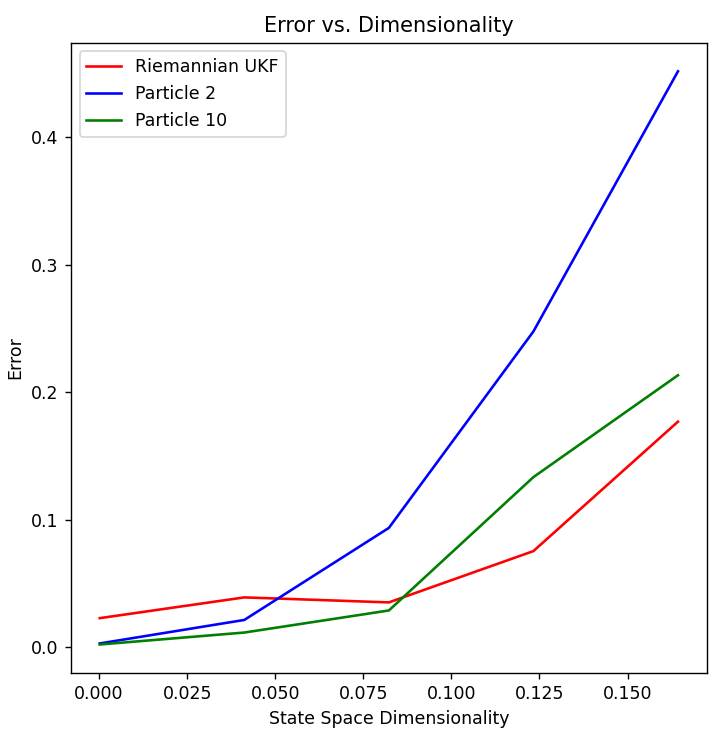 Error vs. Dimensionality
Riemannian UKF
Particle 2
Particle 10
Error
0.4
0.3
0.2
0.1
0.0
0.000 0.025 0.050 0.075 0.100 0.125 0.150
State Space Dimensionality